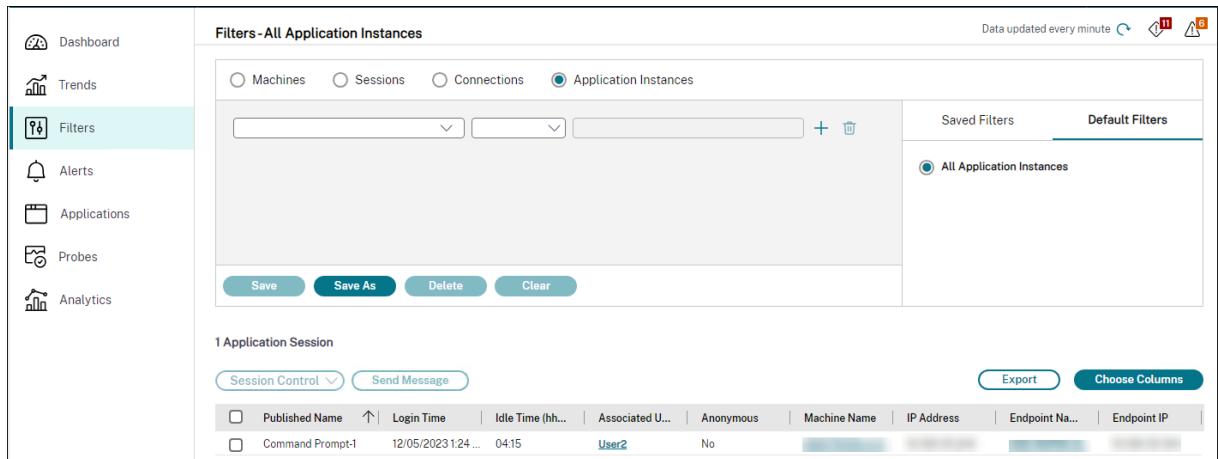 Dashboard
Trends
Filters
Alerts
Applications
Probes
Analytics
Filters - All Application Instances
Data updated every minute
11
6
Machines Sessions Connections Application Instances
Saved Filters Default Filters
All Application Instances
Save Save As Delete Clear
1 Application Session
Session Control Send Message Export Choose Columns
Published Name Login Time Idle Time (hh... Associated U... Anonymous Machine Name IP Address Endpoint Na... Endpoint IP
Command Prompt-1 12/05/2023 1:24 ... 04:15 User2 No